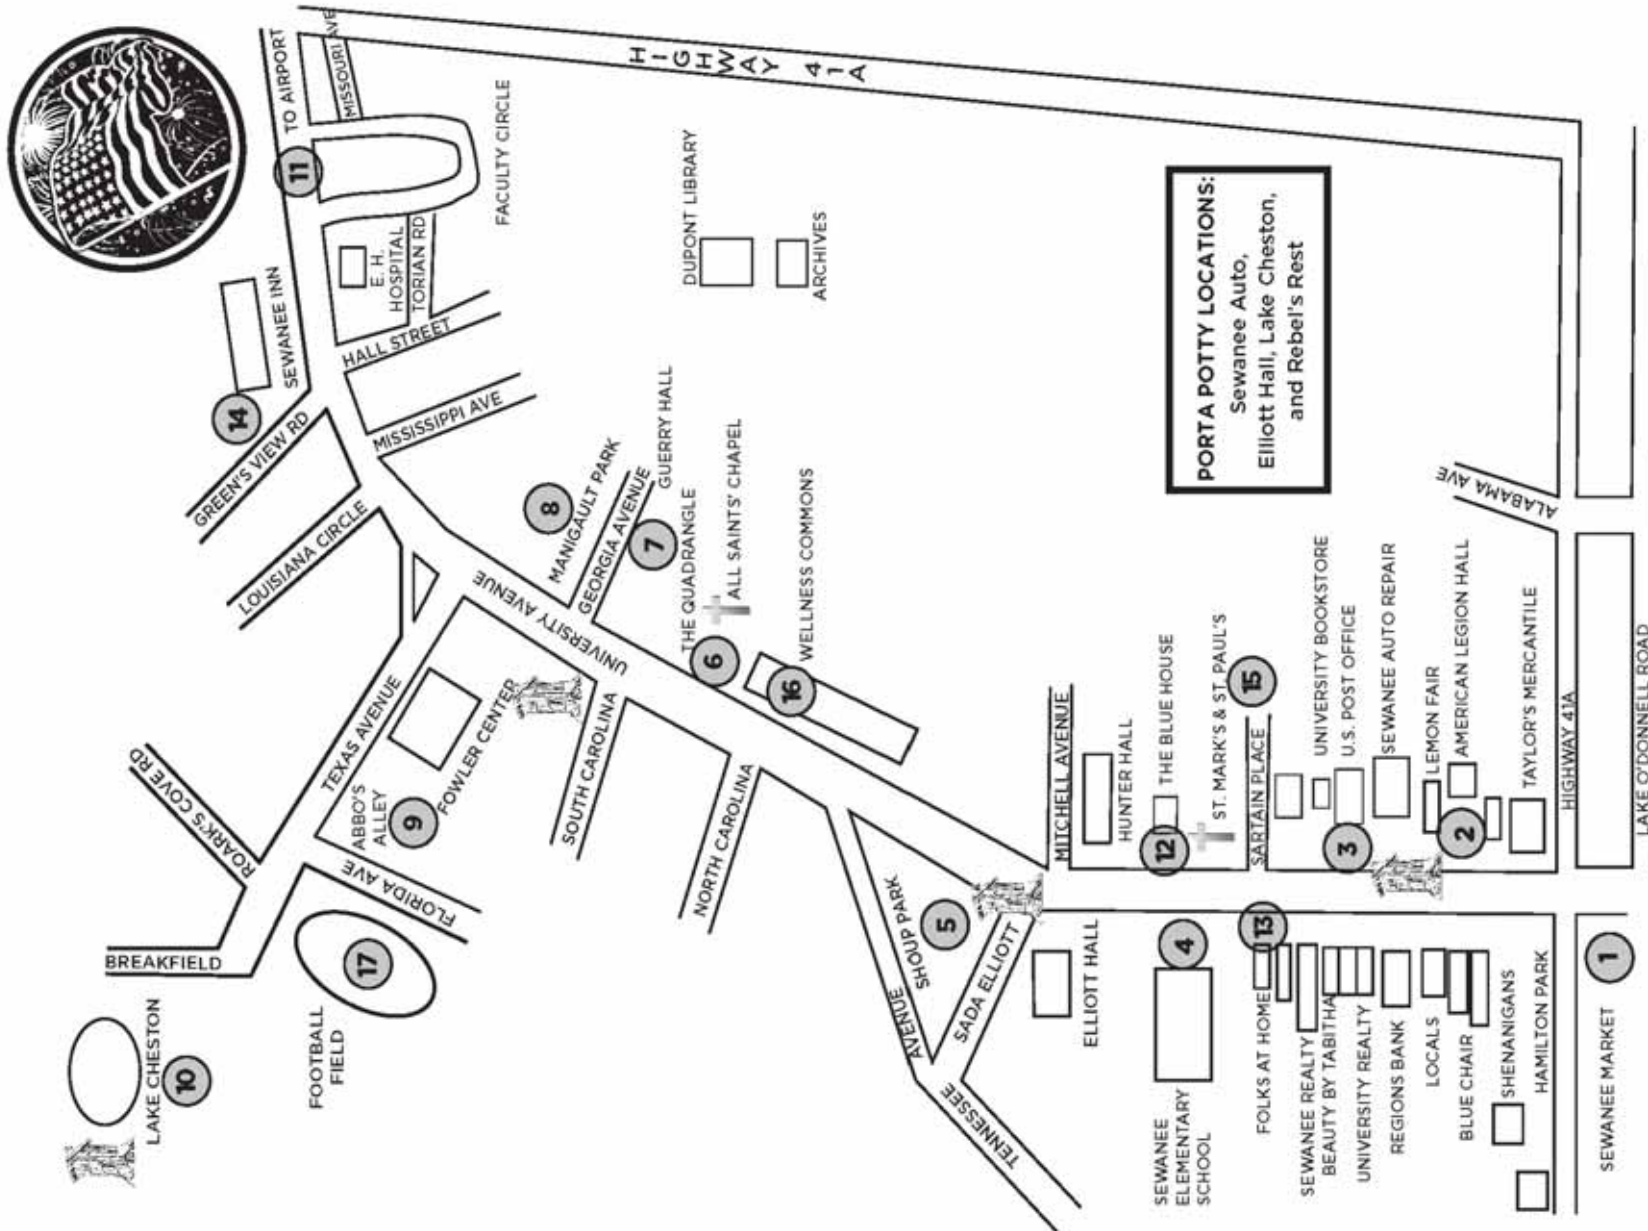 TO AIRPORT
MISSOURI AVE
HIGHWAY 41A
11
FACULTY CIRCLE
E. H.
HOSPITAL
TORIAN RD
SEWANEE INN
14
HALL STREET
GREEN'S VIEW RD
MISSISSIPPI AVE
LOUISIANA CIRCLE
DUPONT LIBRARY
ARCHIVES
8
MANIGAULT PARK
GEORGIA AVENUE
GUERRY HALL
7
THE QUADRANGLE
6
ALL SAINTS' CHAPEL
16
WELLNESS COMMONS
UNIVERSITY AVENUE
TEXAS AVENUE
ROARK'S COVE RD
ABBO'S
ALLEY
9
FOWLER CENTER
SOUTH CAROLINA
NORTH CAROLINA
FLORIDA AVE
BREAKFIELD
17
FOOTBALL
FIELD
LAKE CHESTON
10
PORTA POTTY LOCATIONS:
Sewanee Auto,
Elliott Hall, Lake Cheston,
and Rebel's Rest
ALABAMA AVE
MITCHELL AVENUE
HUNTER HALL
THE BLUE HOUSE
12
ST. MARK'S & ST. PAUL'S
15
SARTAIN PLACE
UNIVERSITY BOOKSTORE
U.S. POST OFFICE
3
SEWANEE AUTO REPAIR
LEMON FAIR
AMERICAN LEGION HALL
2
TAYLOR'S MERCANTILE
HIGHWAY 41A
LAKE O'DONNELL ROAD
SHOUP PARK
5
SADA ELLIOTT
TENNESSEE
AVENUE
ELLIOTT HALL
4
SEWANEE
ELEMENTARY
SCHOOL
13
FOLKS AT HOME
SEWANEE REALTY
BEAUTY BY TABITHA
UNIVERSITY REALTY
REGIONS BANK
LOCALS
BLUE CHAIR
SHENANIGANS
HAMILTON PARK
1
SEWANEE MARKET